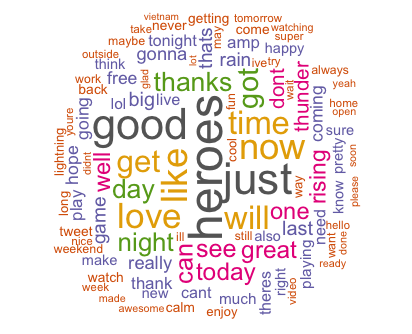 vietnam
take never getting tomorrow
maybe tonight thats may come watching
outside gonna lot amp super
think rain happy
work free thanks got live try always
back glad dont wait yeah
lol big live fun thunder coming home
going good heroes time open
youre sure
lightning didnt get like cool now pretty soon
hope well day just way rising know please
play love will one need
long game night ill still also last hello
tweet can see great want done
nice really today playing ready
weekend make theres right video
watch thank cant much
week new enjoy
made awesome calm